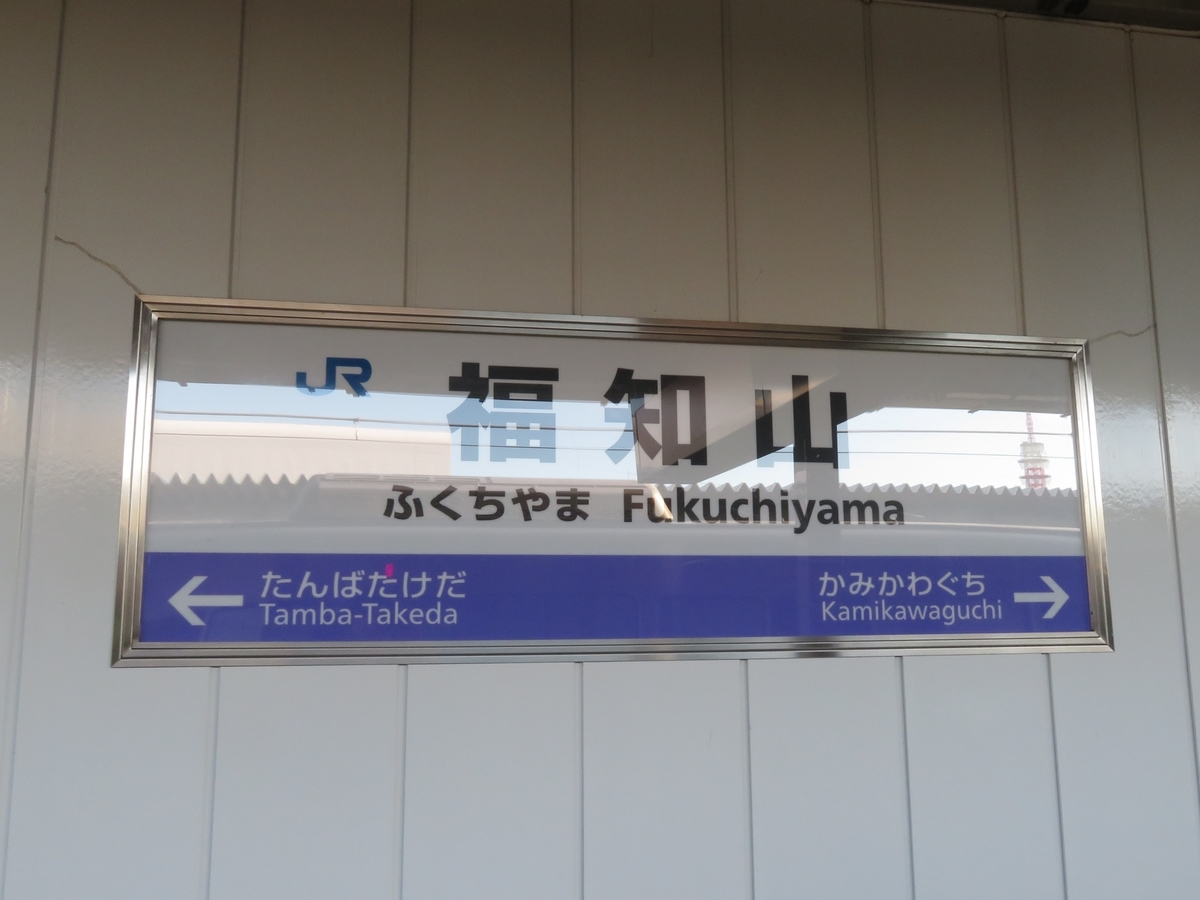 JR 福知山
ふくちやま Fukuchiyama
← たんばたけだ
Tamba-Takeda
かみかわぐち →
Kamikawaguchi